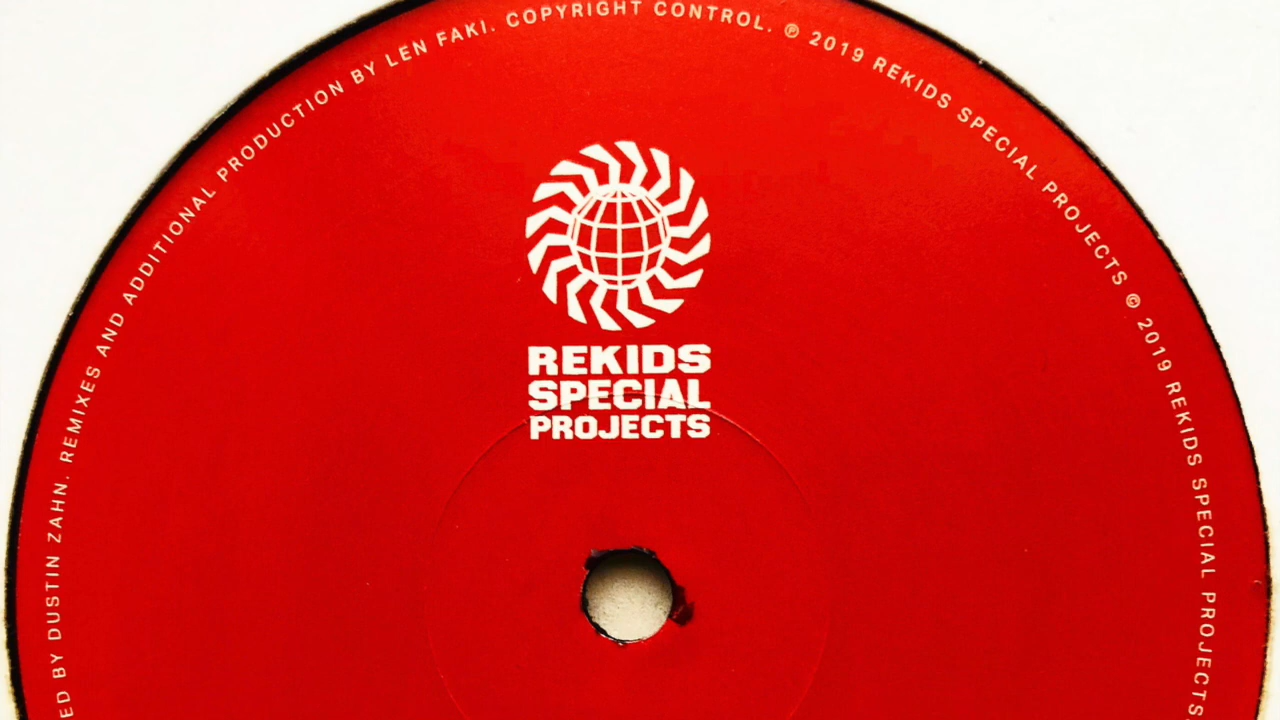 ED BY DUSTIN ZAHN. REMIXES AND ADDITIONAL PRODUCTION BY LEN FAKI. COPYRIGHT CONTROL. ℗ 2019 REKIDS SPECIAL PROJECTS © 2019 REKIDS SPECIAL PROJECTS
REKIDS
SPECIAL
PROJECTS